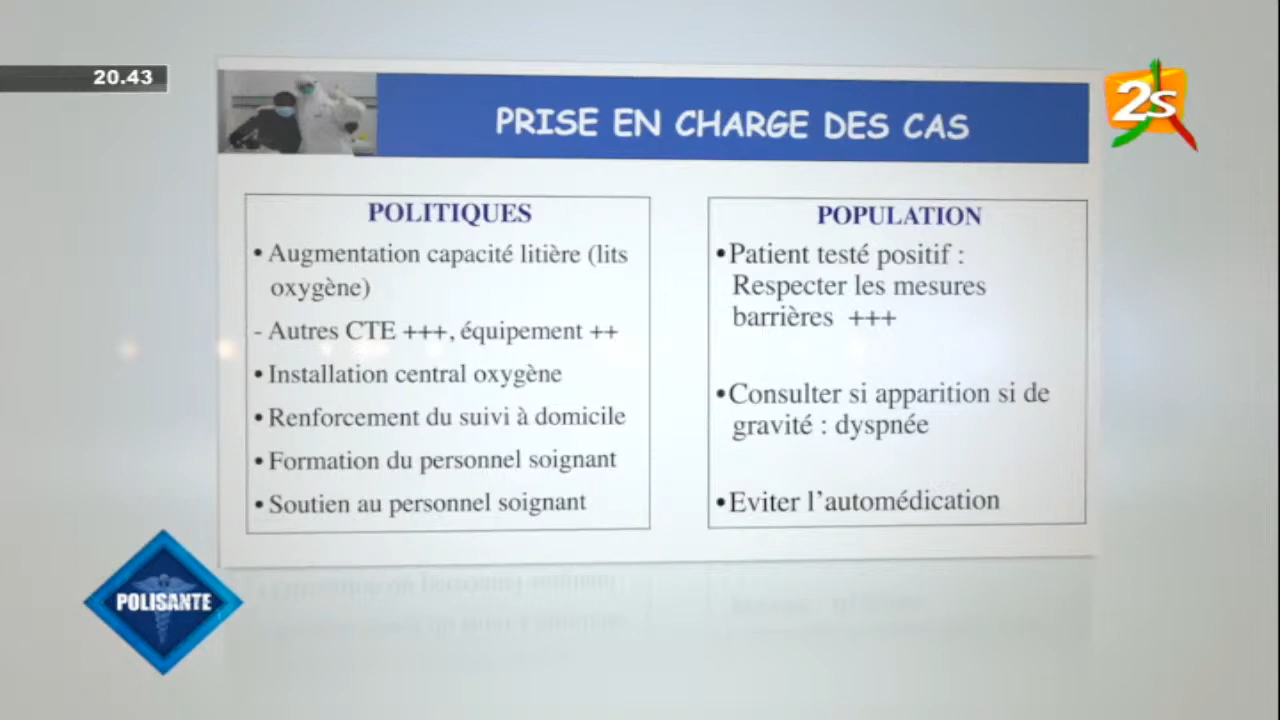 20.43
2s
PRISE EN CHARGE DES CAS
POLITIQUES
• Augmentation capacité litière (lits
oxygène)
- Autres CTE +++, équipement ++
• Installation central oxygène
• Renforcement du suivi à domicile
• Formation du personnel soignant
• Soutien au personnel soignant
POPULATION
•Patient testé positif :
Respecter les mesures
barrières +++
•Consulter si apparition si de
gravité : dyspnée
•Eviter l’automédication
POLISANTE